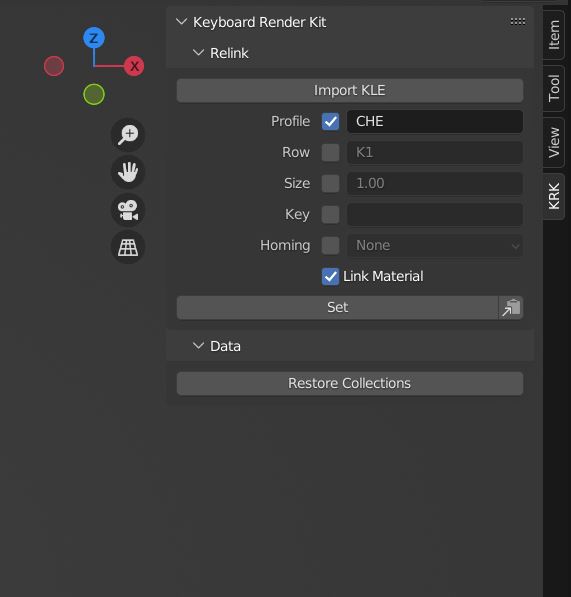 Keyboard Render Kit
Relink
Import KLE
Profile CHE
Row K1
Size 1.00
Key
Homing None
Link Material
Set
Data
Restore Collections
Z
X
Item
Tool
View
KRK